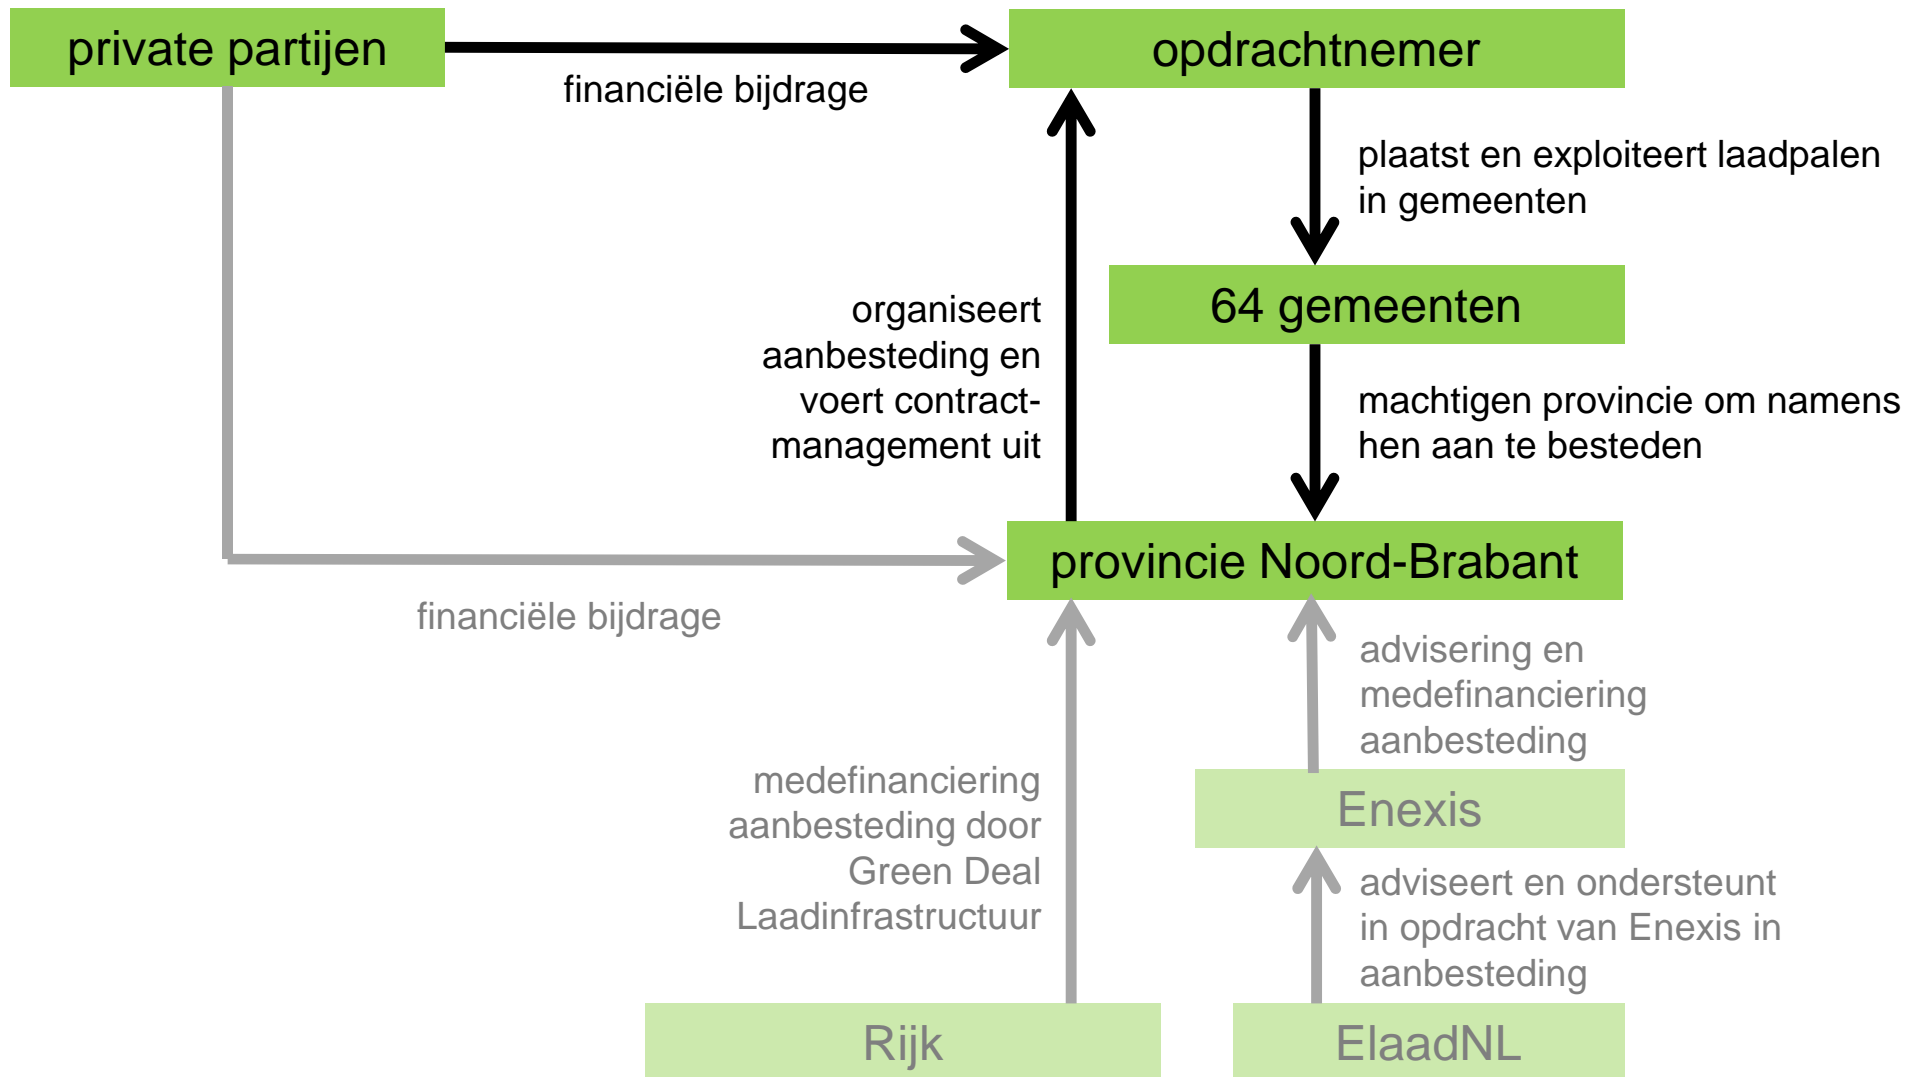 private partijen
opdrachtnemer
financiële bijdrage
plaatst en exploiteert laadpalen
in gemeenten
64 gemeenten
organiseert
aanbesteding en
voert contract-
management uit
machtigen provincie om namens
hen aan te besteden
provincie Noord-Brabant
financiële bijdrage
advisering en
medefinanciering
aanbesteding
medefinanciering
aanbesteding door
Green Deal
Laadinfrastructuur
Enexis
adviseert en ondersteunt
in opdracht van Enexis in
aanbesteding
Rijk
ElaadNL